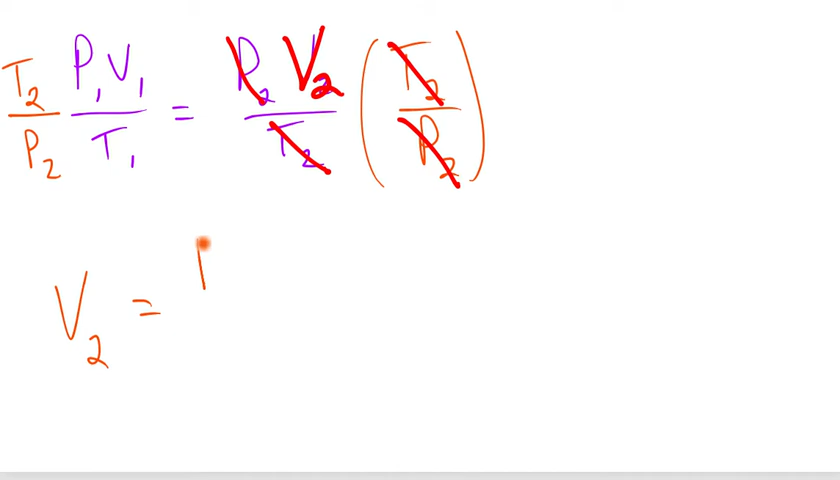 T₂/P₂ P₁V₁/T₁ = P₂V₂/T₂ (T₂/P₂)
V₂ =